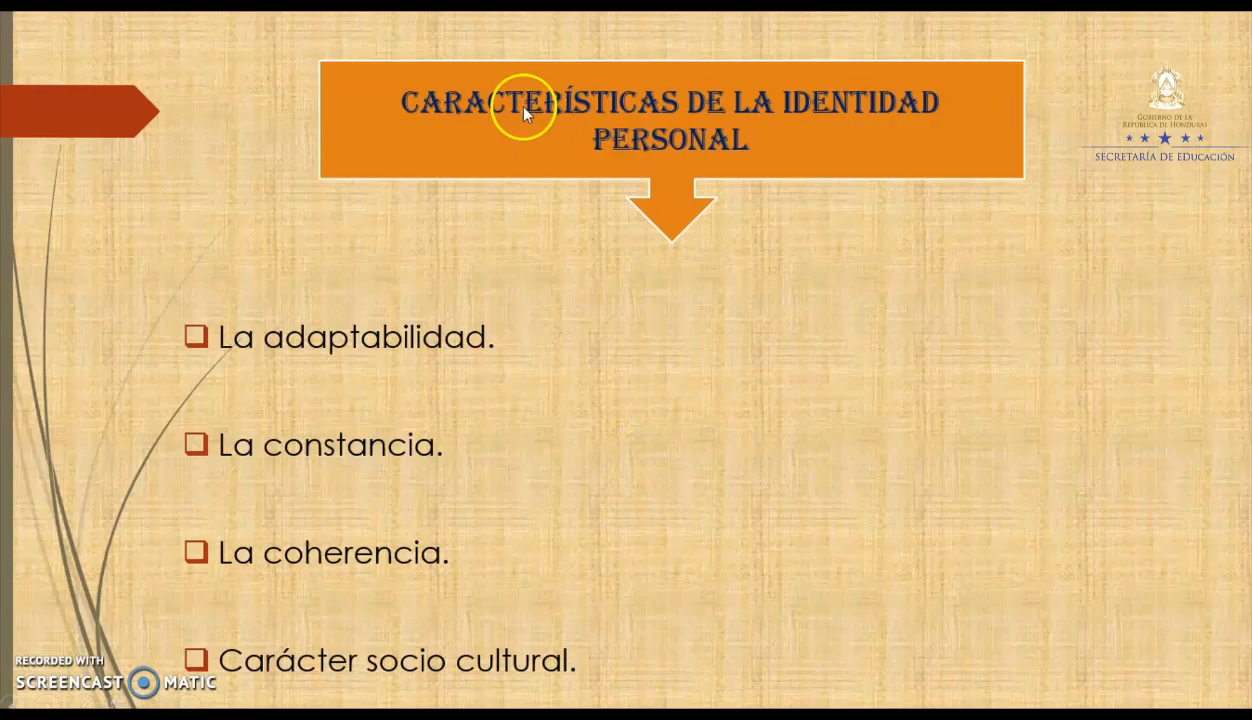 CARACTERÍSTICAS DE LA IDENTIDAD
PERSONAL
GOBIERNO DE LA
REPÚBLICA DE HONDURAS
SECRETARÍA DE EDUCACIÓN
La adaptabilidad.
La constancia.
La coherencia.
Carácter socio cultural.
RECORDED WITH
SCREENCAST MATIC